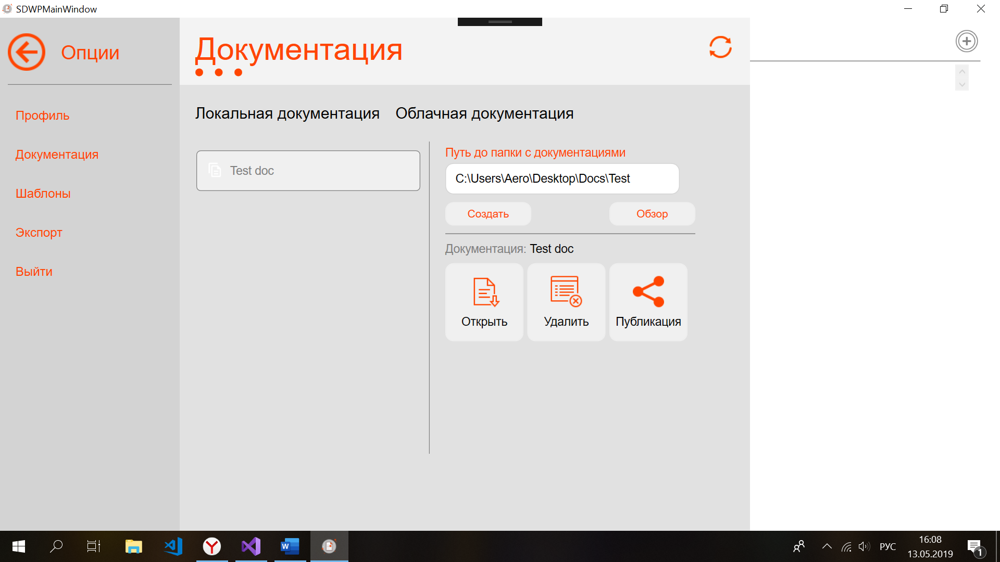 SDWPMainWindow
Опции
Профиль
Документация
Шаблоны
Экспорт
Выйти
Документация
Локальная документация Облачная документация
Test doc
Путь до папки с документациями
C:\Users\Aero\Desktop\Docs\Test
Создать Обзор
Документация: Test doc
Открыть Удалить Публикация
W
РУС
16:08
13.05.2019
1